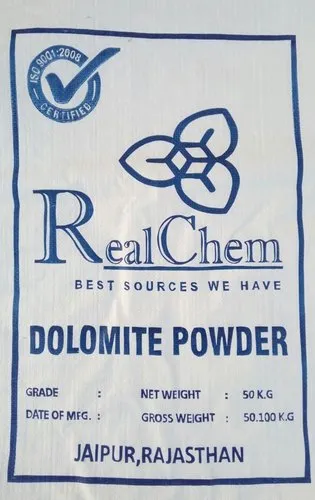 ISO 9001:2008
CERTIFIED
RealChem
BEST SOURCES WE HAVE
DOLOMITE POWDER
GRADE : NET WEIGHT : 50 K.G
DATE OF MFG. : GROSS WEIGHT : 50.100 K.G
JAIPUR,RAJASTHAN